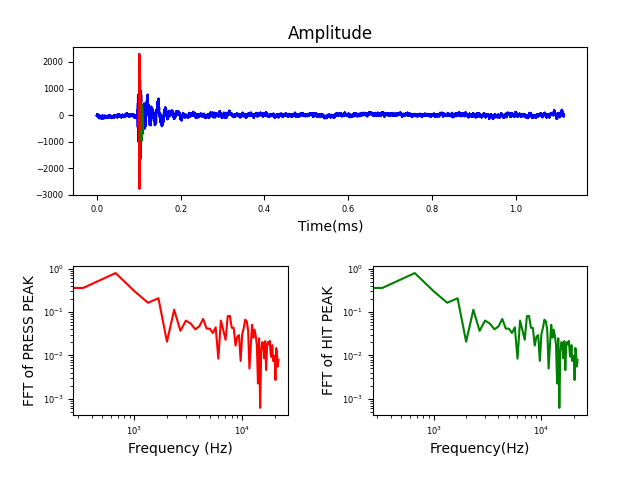 Amplitude
2000
1000
0
−1000
−2000
−3000
0.0 0.2 0.4 0.6 0.8 1.0
Time(ms)
FFT of PRESS PEAK
10⁰
10⁻¹
10⁻²
10⁻³
10³ 10⁴
Frequency (Hz)
FFT of HIT PEAK
10⁰
10⁻¹
10⁻²
10⁻³
10³ 10⁴
Frequency(Hz)